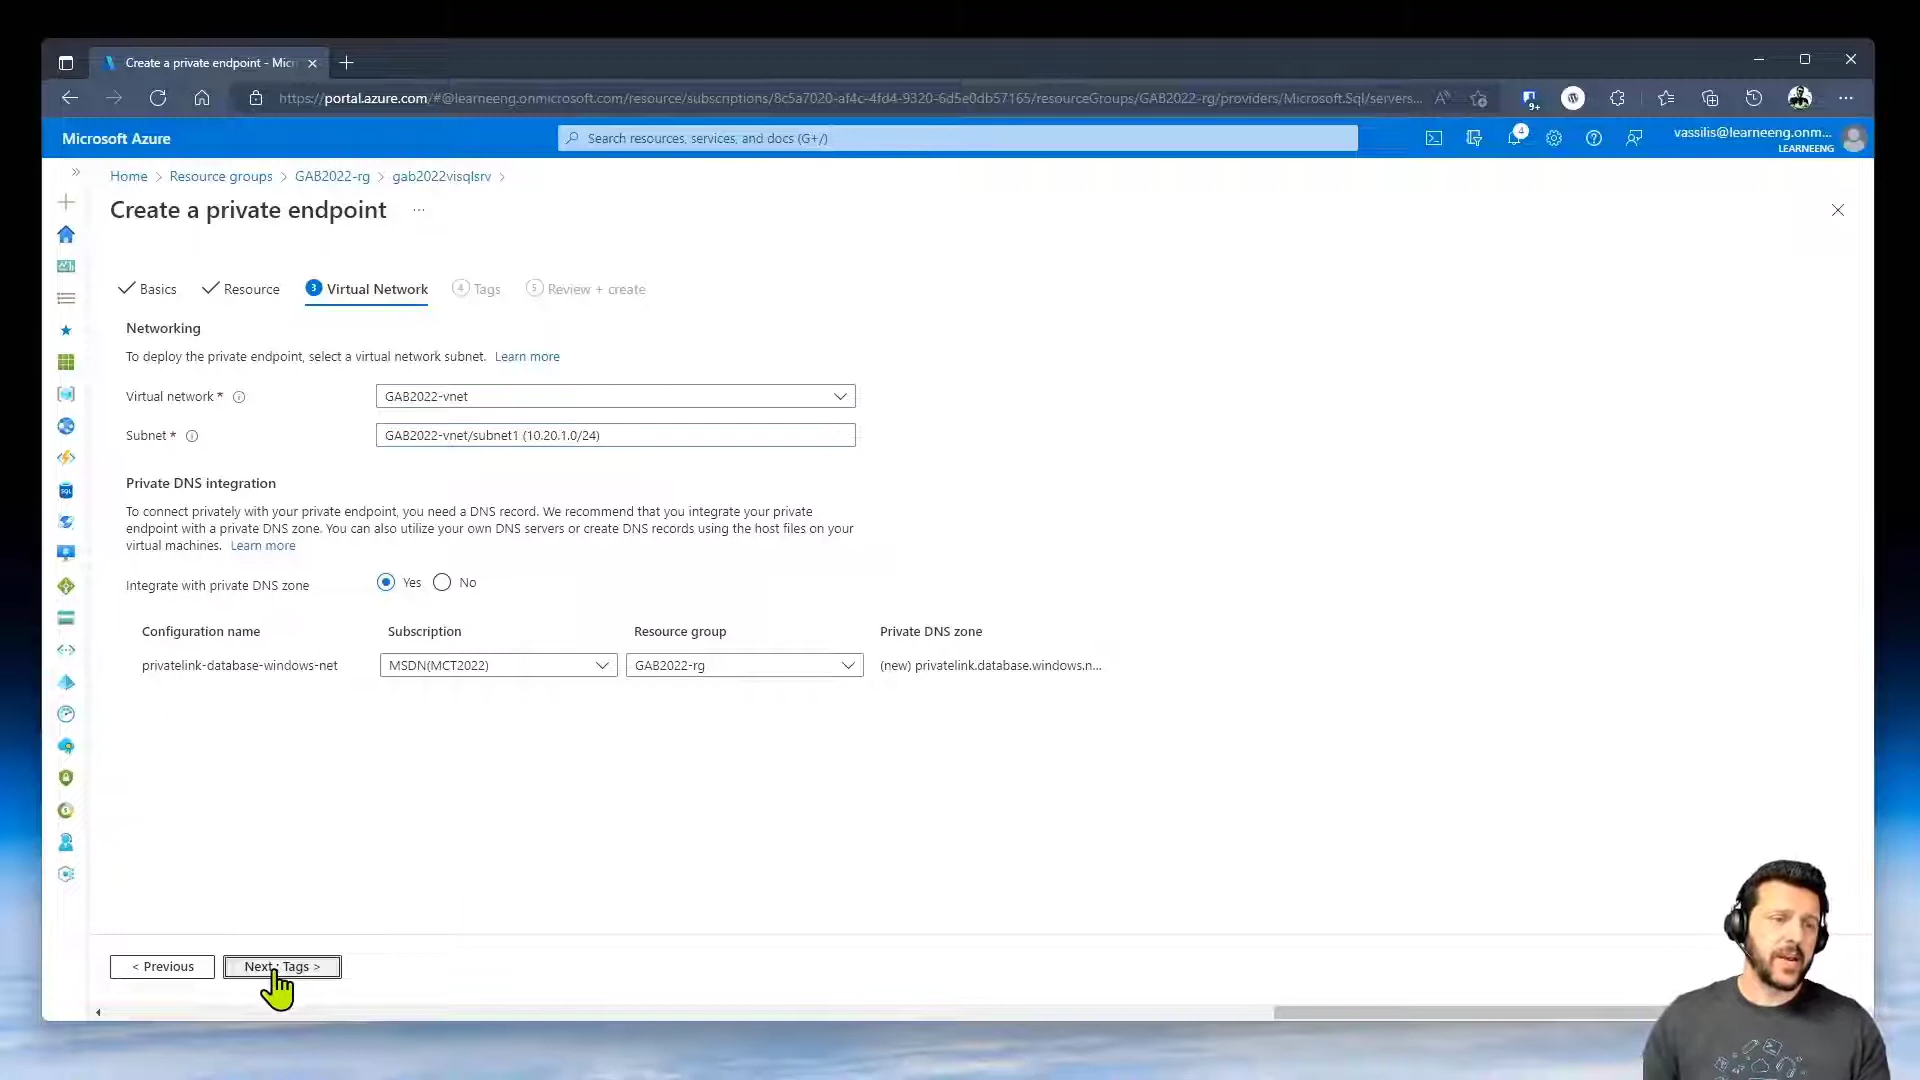 Create a private endpoint - Micr
https://portal.azure.com/#@learneeng.onmicrosoft.com/resource/subscriptions/8c5a7020-af4c-4fd4-9320-6d5e0db57165/resourceGroups/GAB2022-rg/providers/Microsoft.Sql/servers...
9+
Microsoft Azure
Search resources, services, and docs (G+/)
4
vassilis@learneeng.onm...
LEARNEENG
Home > Resource groups > GAB2022-rg > gab2022visqlsrv >
Create a private endpoint ...
Basics Resource 3 Virtual Network 4 Tags 5 Review + create
Networking
To deploy the private endpoint, select a virtual network subnet. Learn more
Virtual network * GAB2022-vnet
Subnet * GAB2022-vnet/subnet1 (10.20.1.0/24)
Private DNS integration
To connect privately with your private endpoint, you need a DNS record. We recommend that you integrate your private
endpoint with a private DNS zone. You can also utilize your own DNS servers or create DNS records using the host files on your
virtual machines. Learn more
Integrate with private DNS zone Yes No
Configuration name Subscription Resource group Private DNS zone
privatelink-database-windows-net MSDN(MCT2022) GAB2022-rg (new) privatelink.database.windows.n...
< Previous Next : Tags >